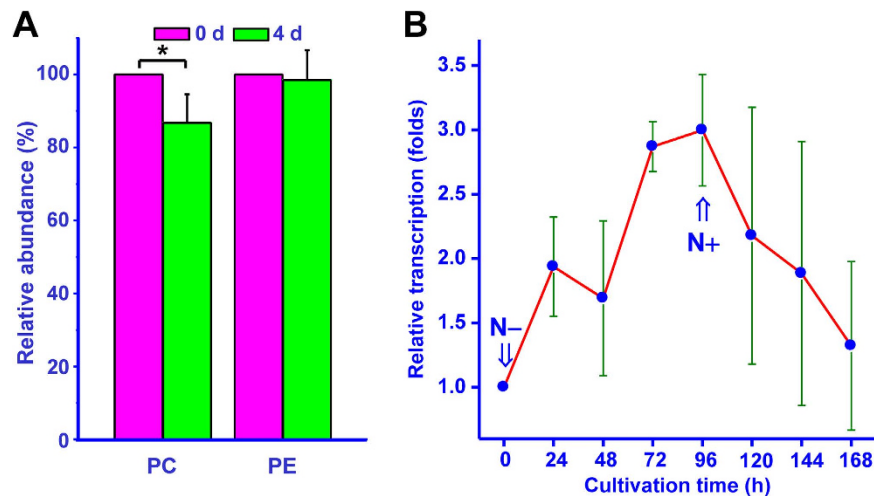 A
0 d 4 d
*
100
80
60
40
20
0
Relative abundance (%)
PC PE
B
3.5
3.0
2.5
2.0
1.5
1.0
Relative transcription (folds)
N−
⇓
⇑
N+
0 24 48 72 96 120 144 168
Cultivation time (h)